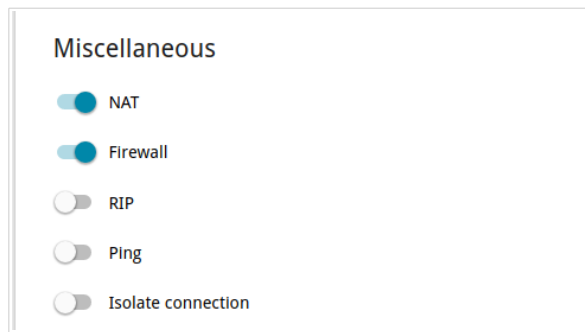 Miscellaneous
NAT
Firewall
RIP
Ping
Isolate connection